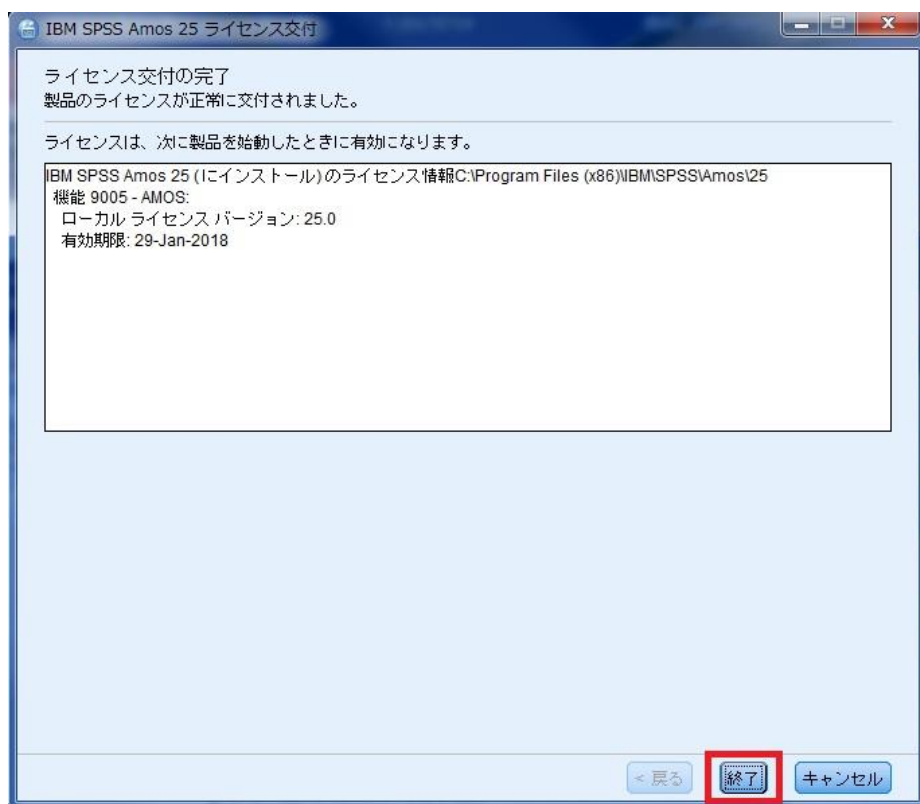 IBM SPSS Amos 25 ライセンス交付
ライセンス交付の完了
製品のライセンスが正常に交付されました。
ライセンスは、次に製品を始動したときに有効になります。
IBM SPSS Amos 25 (にインストール)のライセンス情報C:\Program Files (x86)\IBM\SPSS\Amos\25
機能 9005 - AMOS:
ローカル ライセンス バージョン: 25.0
有効期限: 29-Jan-2018
< 戻る 終了 キャンセル